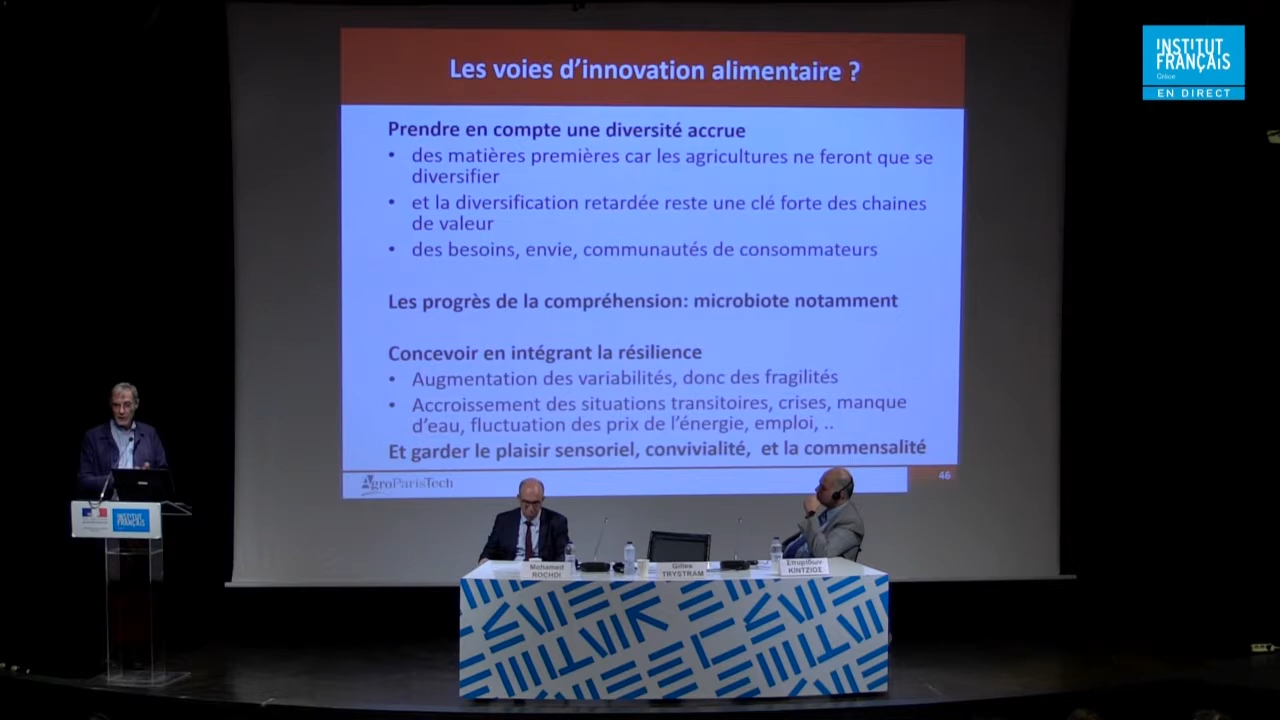 INSTITUT
FRANÇAIS
Grèce
EN DIRECT
Les voies d’innovation alimentaire ?
Prendre en compte une diversité accrue
• des matières premières car les agricultures ne feront que se
diversifier
• et la diversification retardée reste une clé forte des chaines
de valeur
• des besoins, envie, communautés de consommateurs
Les progrès de la compréhension: microbiote notamment
Concevoir en intégrant la résilience
• Augmentation des variabilités, donc des fragilités
• Accroissement des situations transitoires, crises, manque
d’eau, fluctuation des prix de l’énergie, emploi, ..
Et garder le plaisir sensoriel, convivialité, et la commensalité
AgroParisTech
46
INSTITUT
FRANÇAIS
Mohamed
ROCHDI
Gilles
TRYSTRAM
Σπυρίδων
ΚΙΝΤΖΙΟΣ